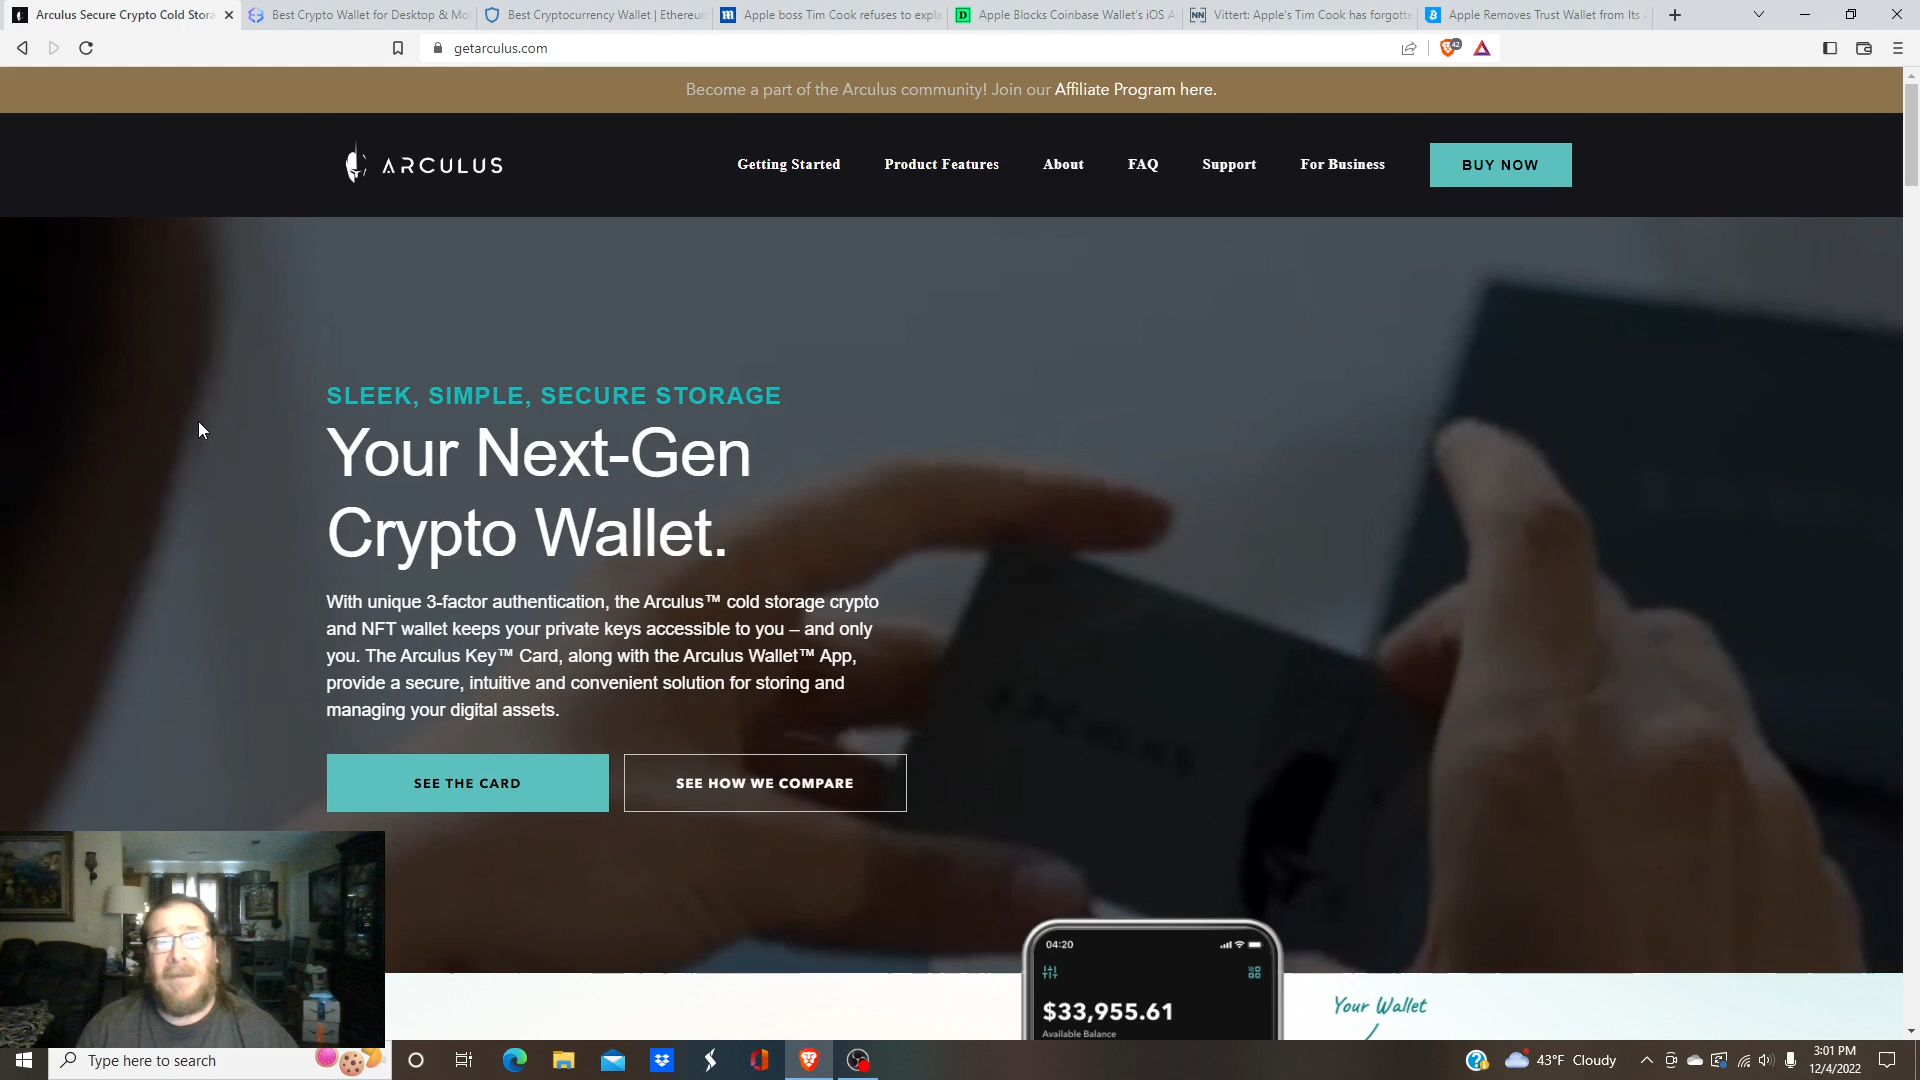 Arculus Secure Crypto Cold Stora
Best Crypto Wallet for Desktop & Mo
Best Cryptocurrency Wallet | Ethereum
Apple boss Tim Cook refuses to expla
Apple Blocks Coinbase Wallet's iOS A
Vittert: Apple's Tim Cook has forgotte
Apple Removes Trust Wallet from Its
getarculus.com
42
Become a part of the Arculus community! Join our Affiliate Program here.
ARCULUS
Getting Started
Product Features
About
FAQ
Support
For Business
BUY NOW
SLEEK, SIMPLE, SECURE STORAGE
Your Next-Gen
Crypto Wallet.
With unique 3-factor authentication, the Arculus™ cold storage crypto
and NFT wallet keeps your private keys accessible to you – and only
you. The Arculus Key™ Card, along with the Arculus Wallet™ App,
provide a secure, intuitive and convenient solution for storing and
managing your digital assets.
SEE THE CARD
SEE HOW WE COMPARE
04:20
$33,955.61
Available Balance
Your Wallet
Type here to search
43°F Cloudy
3:01 PM
12/4/2022